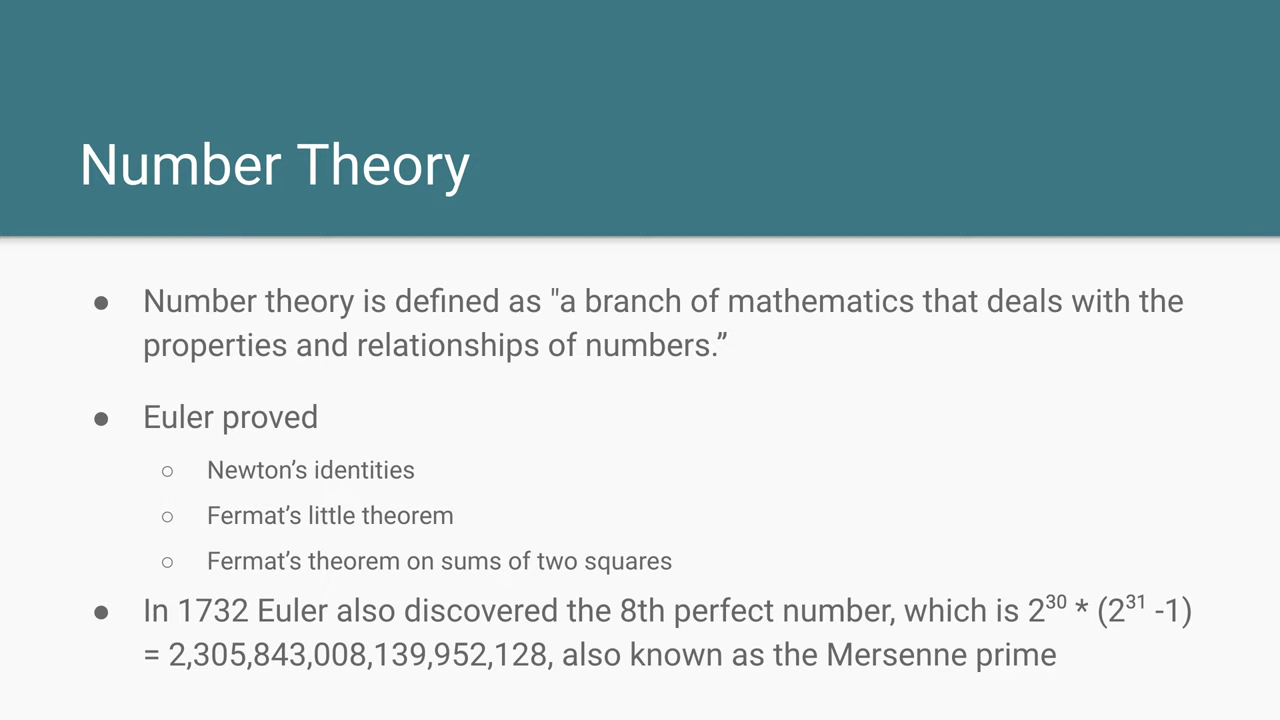 Number Theory
● Number theory is defined as "a branch of mathematics that deals with the
properties and relationships of numbers.”
● Euler proved
○ Newton’s identities
○ Fermat’s little theorem
○ Fermat’s theorem on sums of two squares
● In 1732 Euler also discovered the 8th perfect number, which is 2³⁰ * (2³¹ -1)
= 2,305,843,008,139,952,128, also known as the Mersenne prime